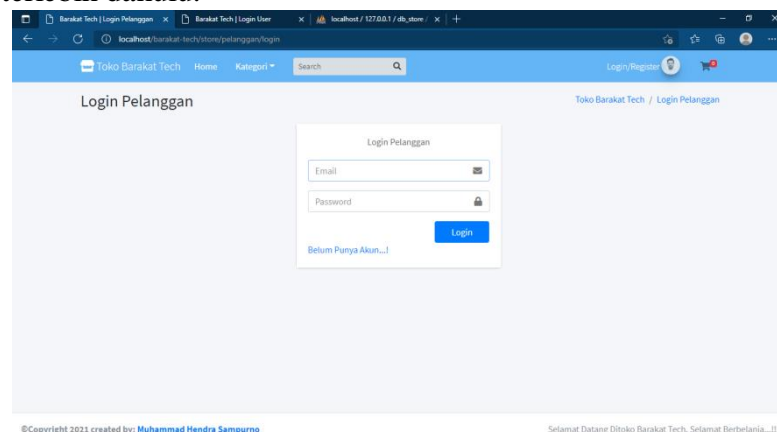 terlebih dahulu.
Barakat Tech | Login Pelanggan
Barakat Tech | Login User
localhost / 127.0.0.1 / db_store /
localhost/barakat-tech/store/pelanggan/login
Toko Barakat Tech Home Kategori Search Login/Register 0
Login Pelanggan
Toko Barakat Tech / Login Pelanggan
Login Pelanggan
Email
Password
Login
Belum Punya Akun...!
©Copyright 2021 created by: Muhammad Hendra Sampurno
Selamat Datang Ditoko Barakat Tech, Selamat Berbelanja...!!